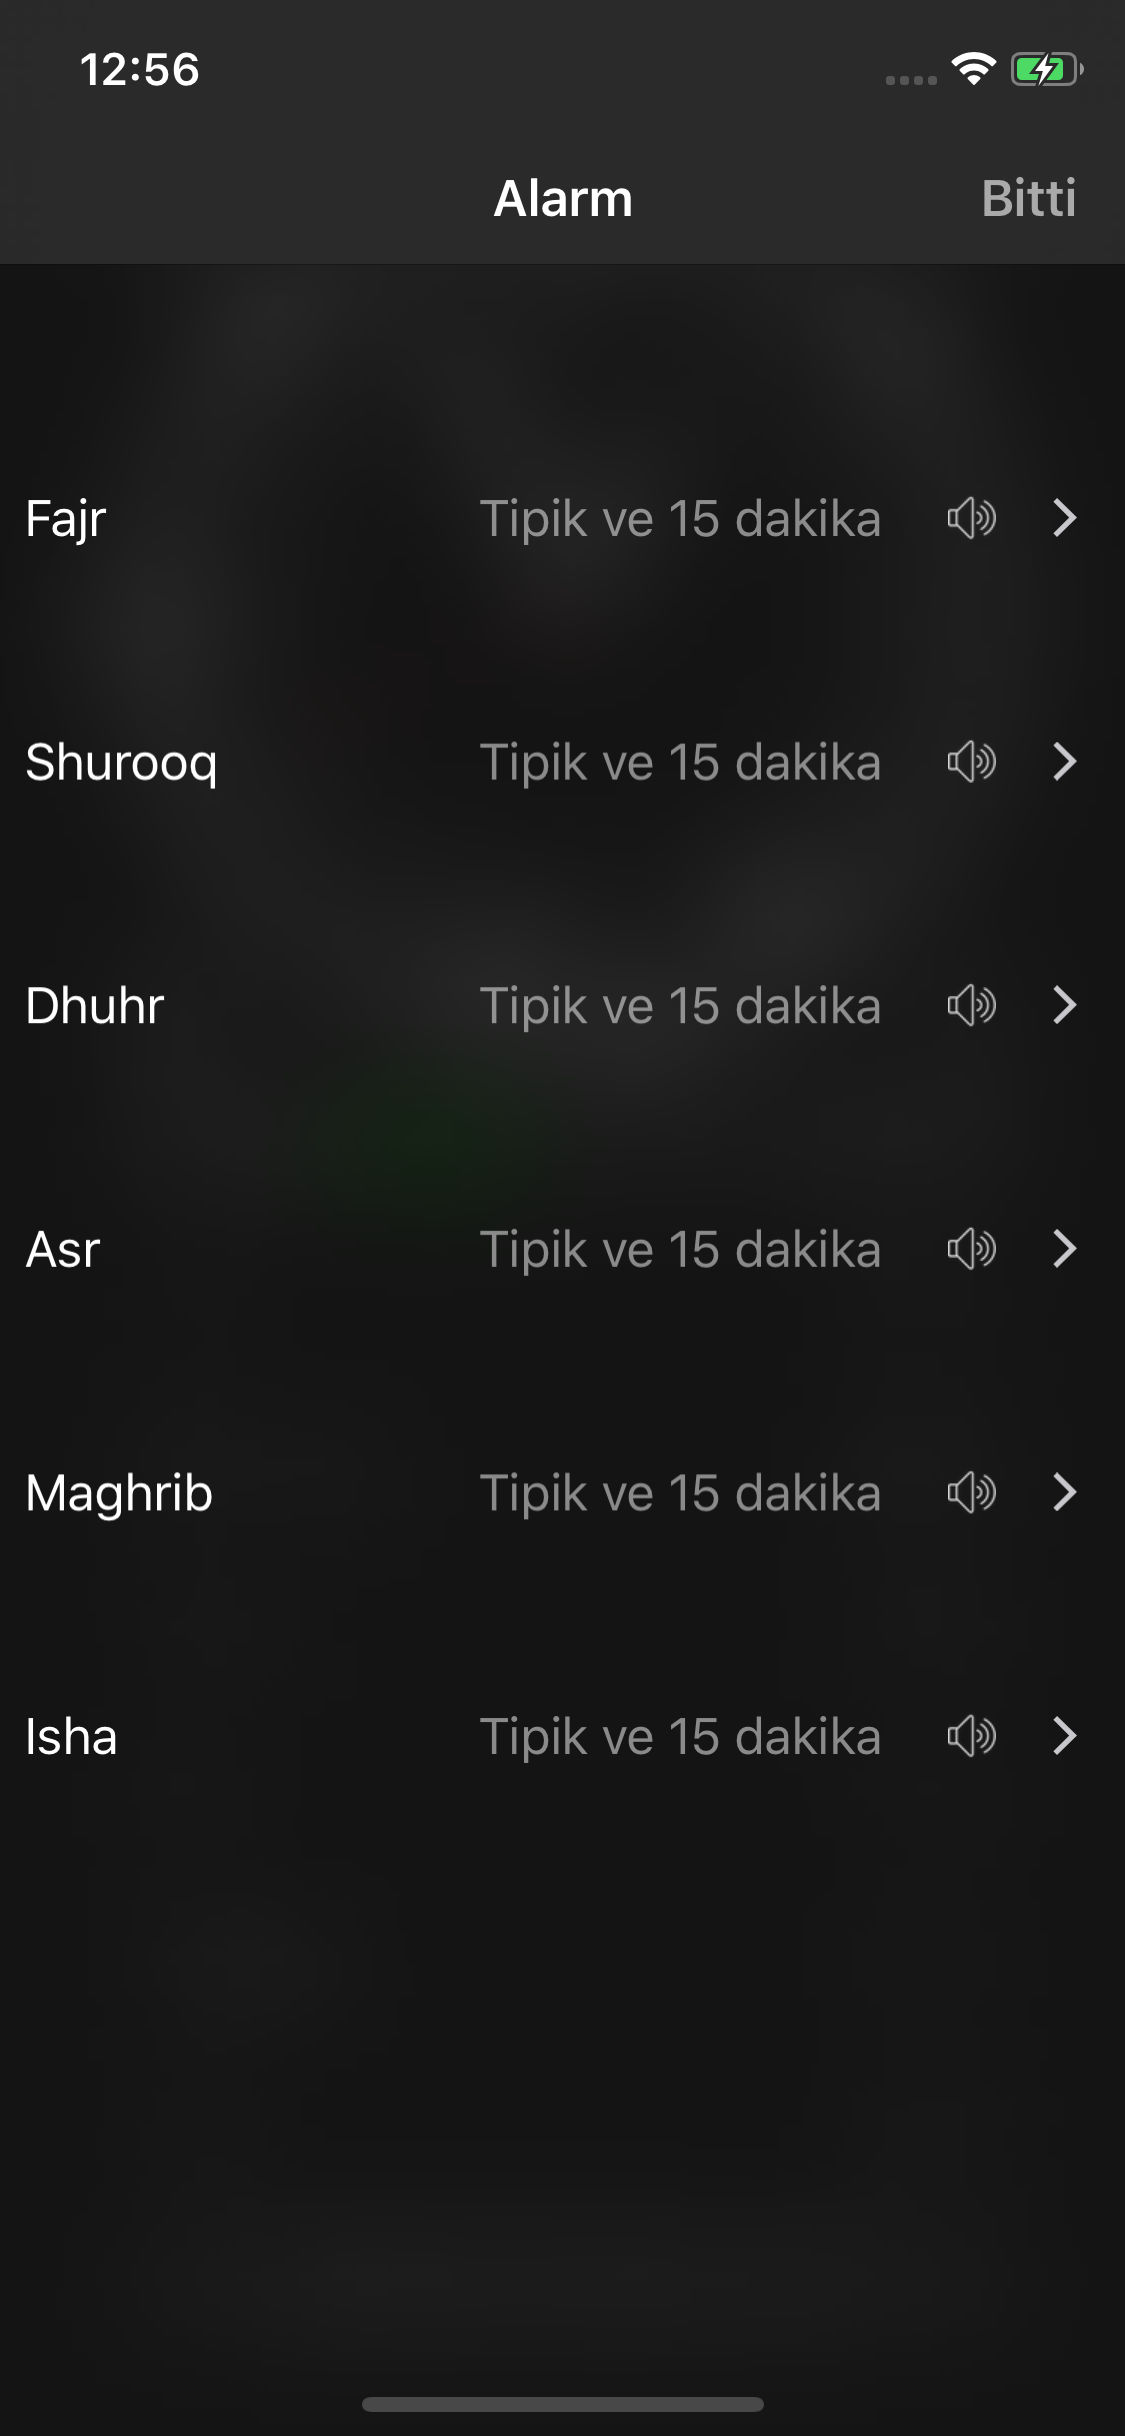 12:56
Alarm
Bitti
Fajr Tipik ve 15 dakika
Shurooq Tipik ve 15 dakika
Dhuhr Tipik ve 15 dakika
Asr Tipik ve 15 dakika
Maghrib Tipik ve 15 dakika
Isha Tipik ve 15 dakika